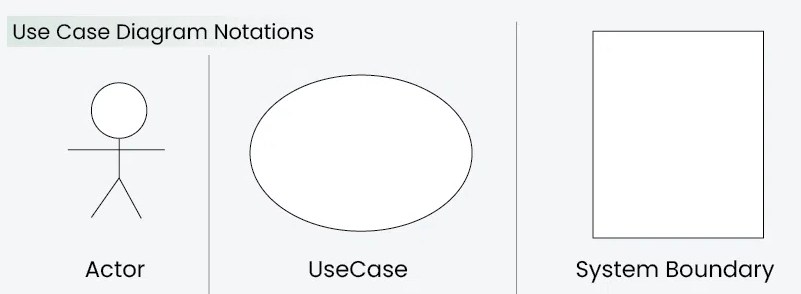 Use Case Diagram Notations
Actor
UseCase
System Boundary